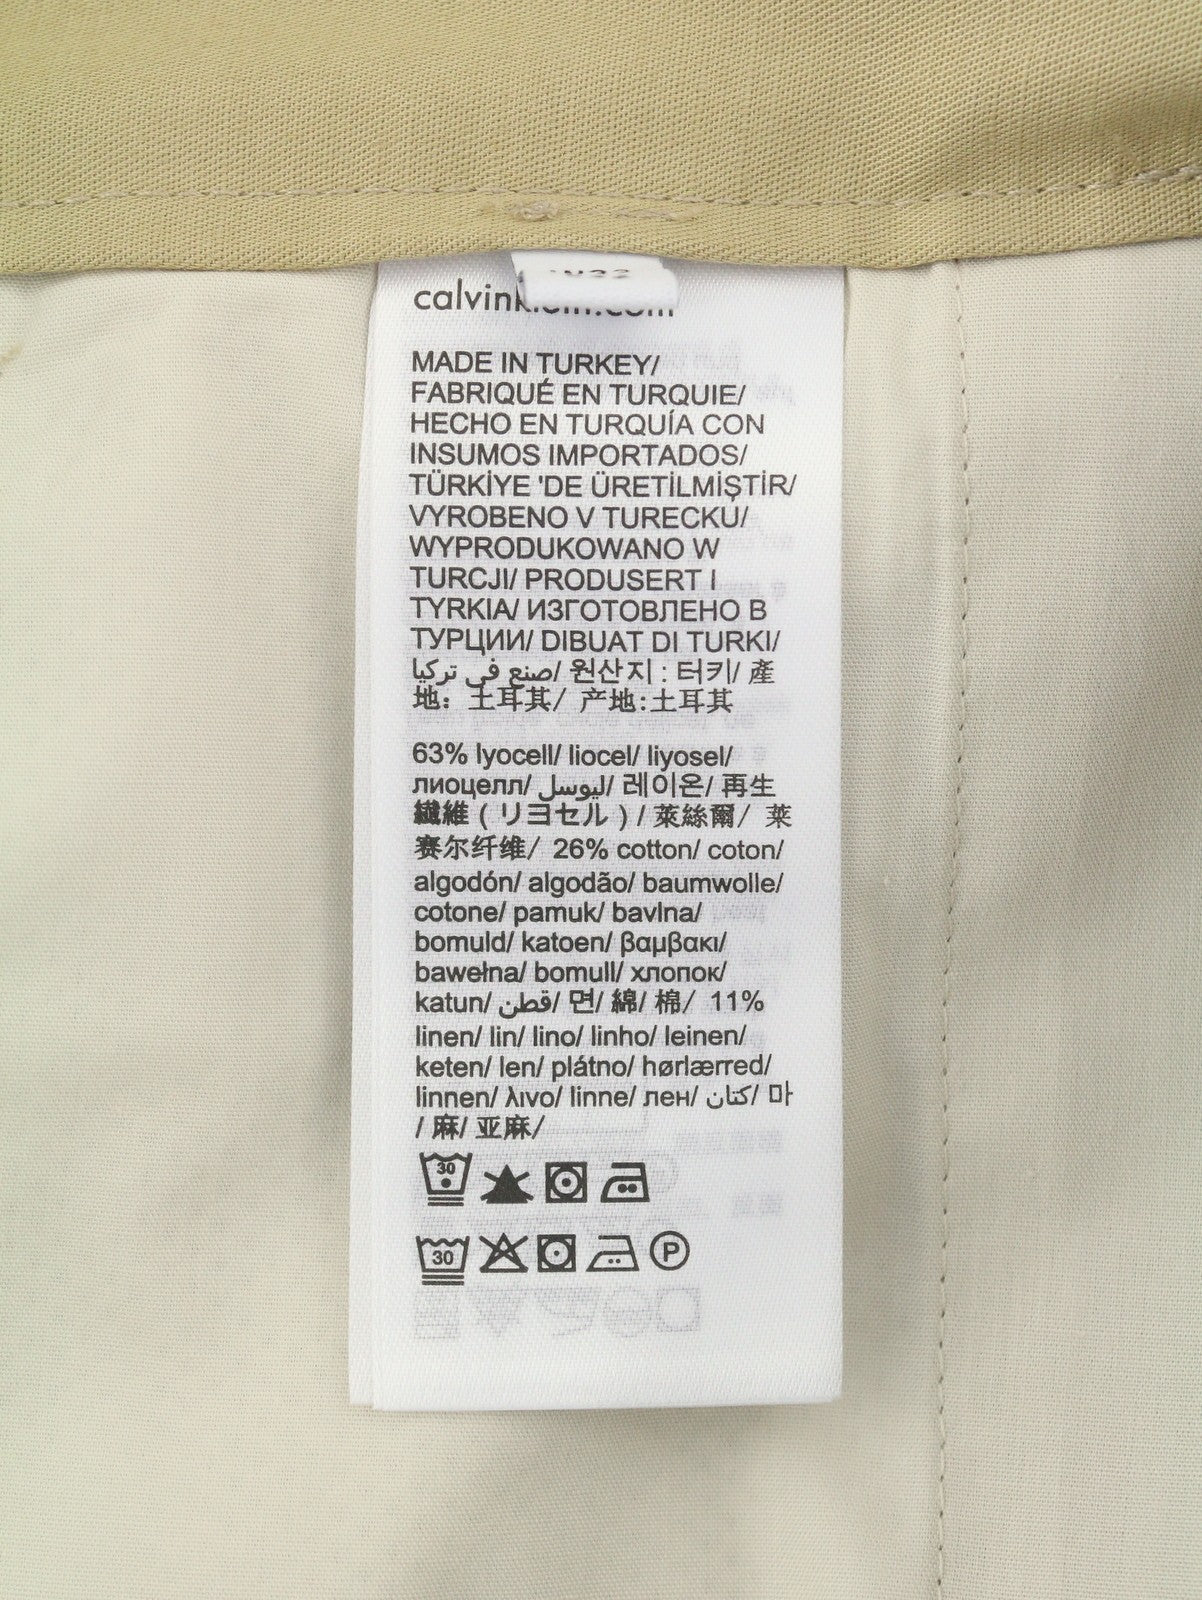 calvinklein.com
MADE IN TURKEY/
FABRIQUÉ EN TURQUIE/
HECHO EN TURQUÍA CON
INSUMOS IMPORTADOS/
TÜRKİYE 'DE ÜRETİLMİŞTİR/
VYROBENO V TURECKU/
WYPRODUKOWANO W
TURCJI/ PRODUSERT I
TYRKIA/ ИЗГОТОВЛЕНО В
ТУРЦИИ/ DIBUAT DI TURKI/
صنع في تركيا/ 원산지 : 터키/ 產
地：土耳其/ 产地:土耳其
63% lyocell/ liocel/ liyosel/
лиоцелл/ ليوسل/ 레이온/ 再生
繊維 ( リヨセル ) / 萊絲爾/ 莱
赛尔纤维/ 26% cotton/ coton/
algodón/ algodão/ baumwolle/
cotone/ pamuk/ bavlna/
bomuld/ katoen/ βαμβακι/
bawełna/ bomull/ хлопок/
katun/ قطن/ 면/ 綿/ 棉/ 11%
linen/ lin/ lino/ linho/ leinen/
keten/ len/ plátno/ hørlærred/
linnen/ λινο/ linne/ лен/ كتان/ 마
/ 麻/ 亚麻/
30
30 P